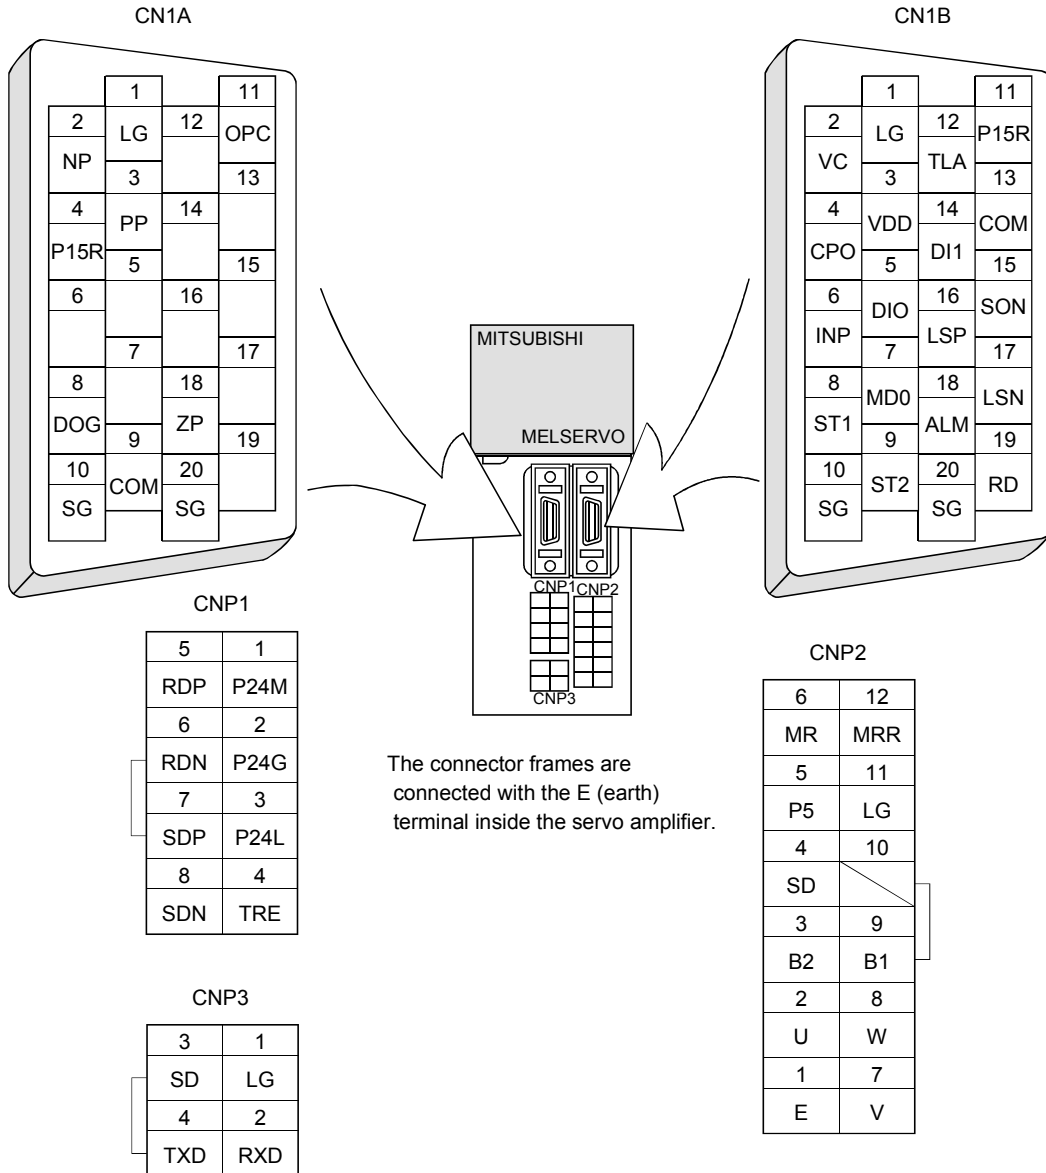 CN1A
CN1B
1 11
2 LG 12 OPC
NP 3 13
4 PP 14
P15R 5 15
6 16
7 17
8 18
DOG 9 ZP 19
10 COM 20
SG SG
1 11
2 LG 12 P15R
VC 3 TLA 13
4 VDD 14 COM
CPO 5 DI1 15
6 DIO 16 SON
INP 7 LSP 17
8 MD0 18 LSN
ST1 9 ALM 19
10 ST2 20 RD
SG SG
MITSUBISHI
MELSERVO
CNP1 CNP2
CNP3
The connector frames are
connected with the E (earth)
terminal inside the servo amplifier.
CNP1
5 1
RDP P24M
6 2
RDN P24G
7 3
SDP P24L
8 4
SDN TRE
CNP2
6 12
MR MRR
5 11
P5 LG
4 10
SD
3 9
B2 B1
2 8
U W
1 7
E V
CNP3
3 1
SD LG
4 2
TXD RXD